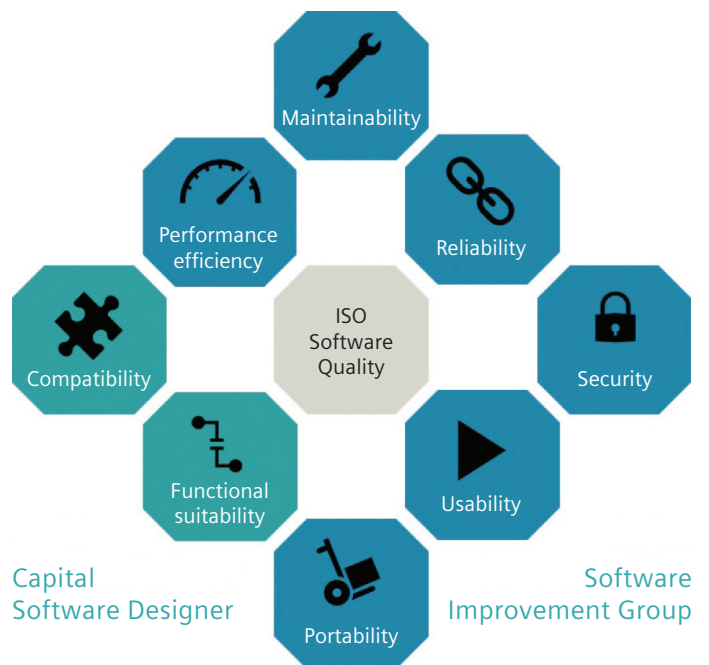 Maintainability
Performance
efficiency
Reliability
Compatibility
ISO
Software
Quality
Security
Functional
suitability
Usability
Capital
Software Designer
Software
Improvement Group
Portability